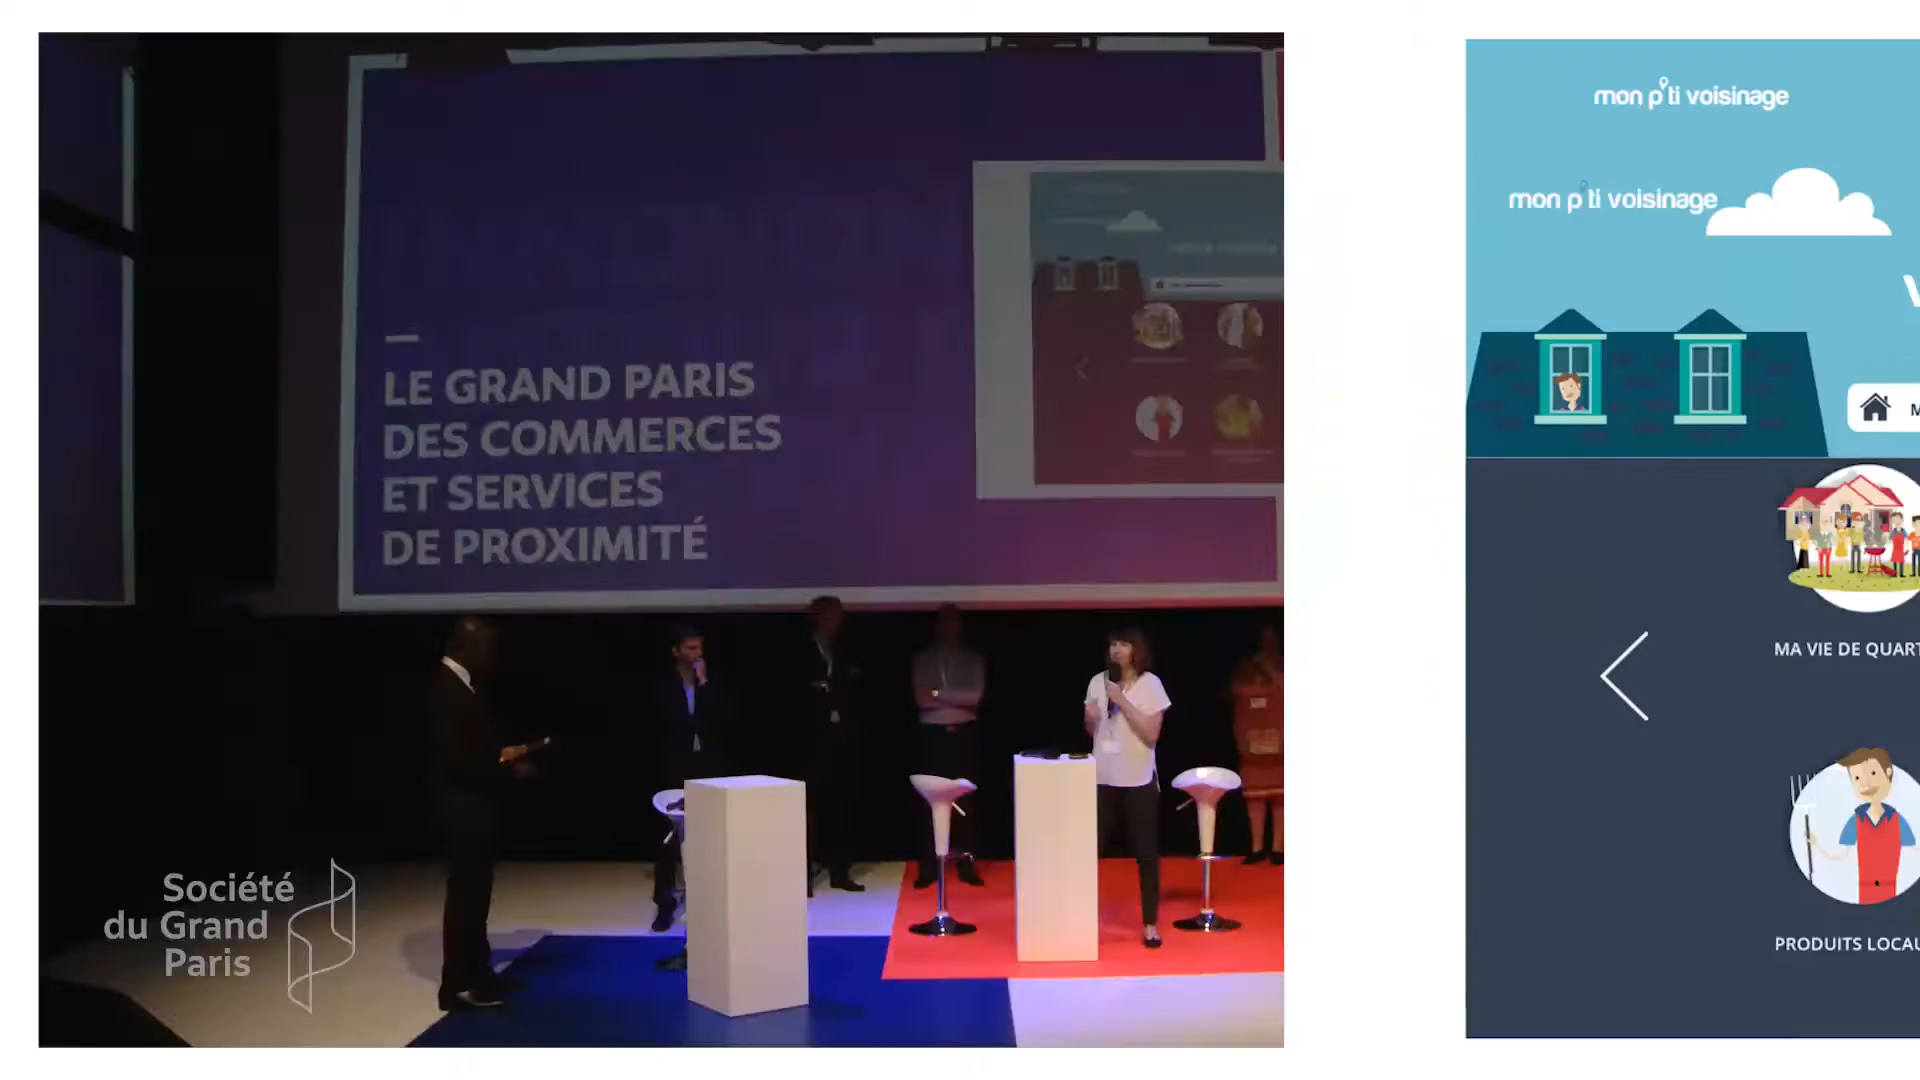 LE GRAND PARIS
DES COMMERCES
ET SERVICES
DE PROXIMITÉ
Société
du Grand
Paris
mon p'ti voisinage
mon p'ti voisinage
V
M
MA VIE DE QUART
PRODUITS LOCAU